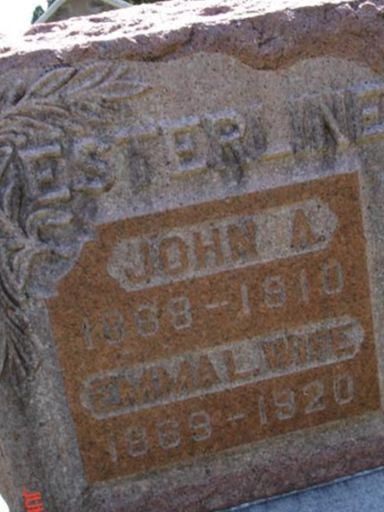 ESTERLINE
JOHN A.
1868-1910
EMMA L. WIFE
1869-1920